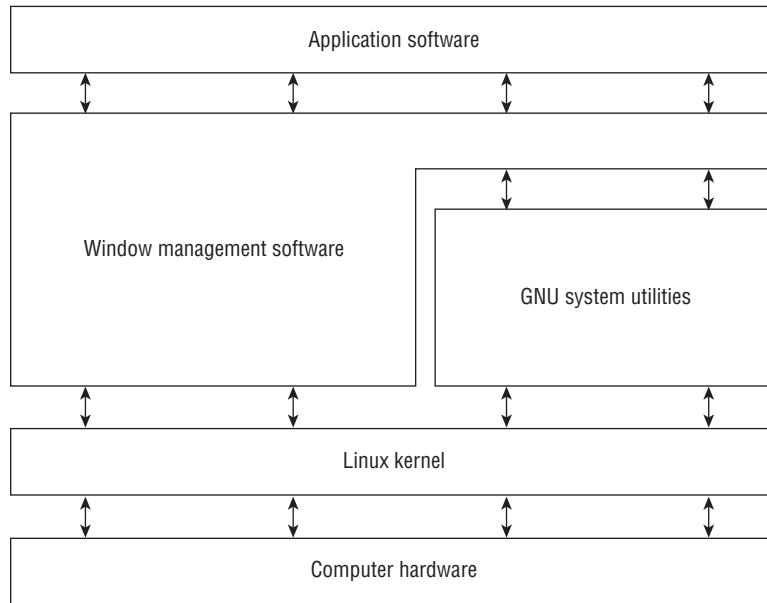 Application software
Window management software
GNU system utilities
Linux kernel
Computer hardware